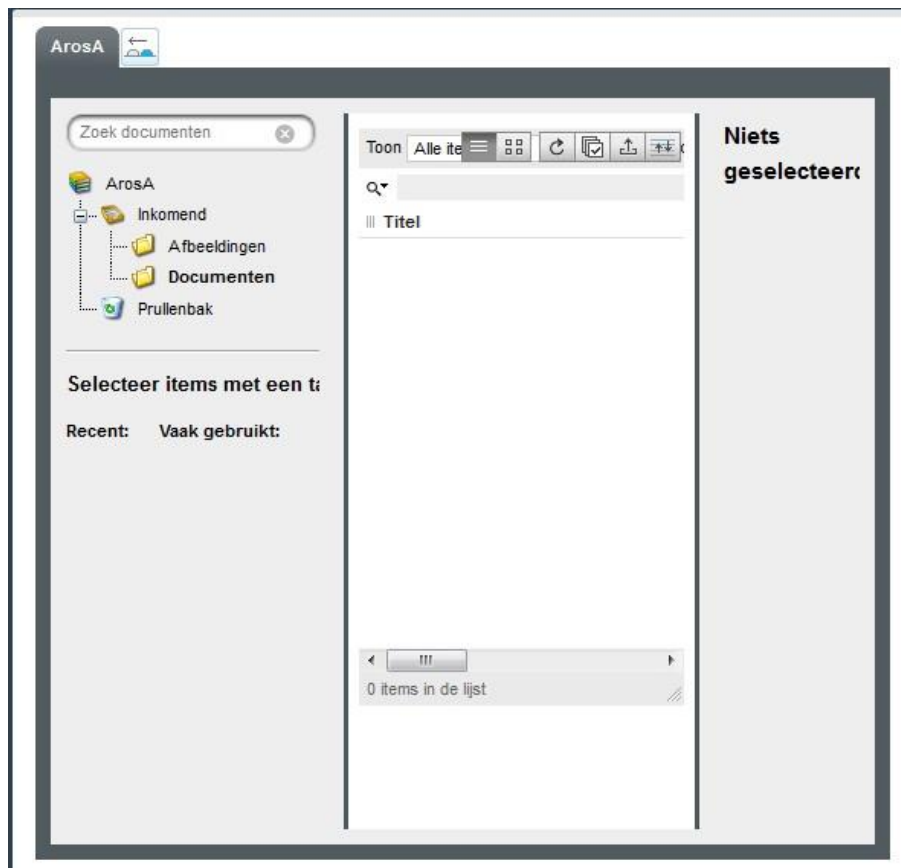 ArosA
Zoek documenten
ArosA
Inkomend
Afbeeldingen
Documenten
Prullenbak
Selecteer items met een ta
Recent: Vaak gebruikt:
Toon Alle ite
Titel
0 items in de lijst
Niets
geselecteerd